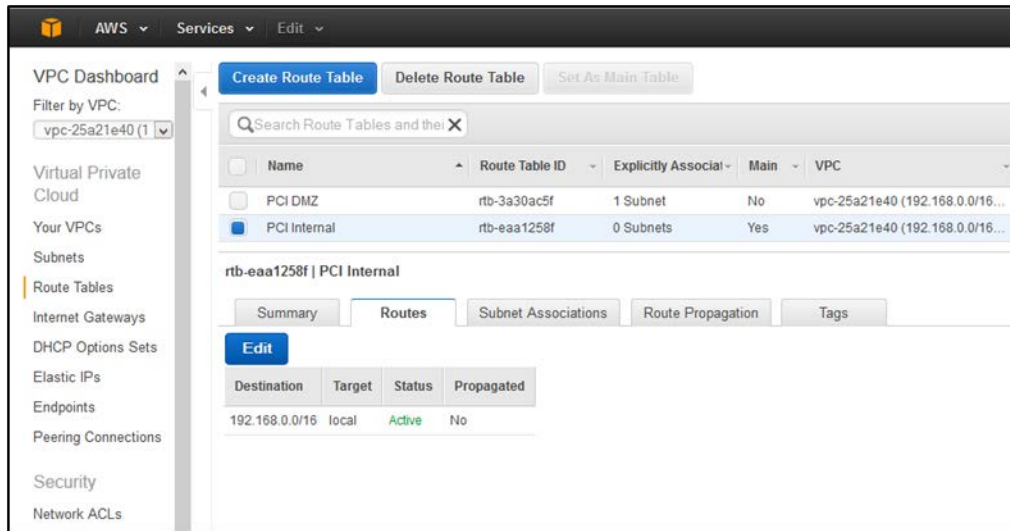 AWS Services Edit
VPC Dashboard
Filter by VPC:
vpc-25a21e40 (1
Virtual Private
Cloud
Your VPCs
Subnets
Route Tables
Internet Gateways
DHCP Options Sets
Elastic IPs
Endpoints
Peering Connections
Security
Network ACLs
Create Route Table Delete Route Table Set As Main Table
Search Route Tables and thei
Name Route Table ID Explicitly Associat Main VPC
PCI DMZ rtb-3a30ac5f 1 Subnet No vpc-25a21e40 (192.168.0.0/16...
PCI Internal rtb-eaa1258f 0 Subnets Yes vpc-25a21e40 (192.168.0.0/16...
rtb-eaa1258f | PCI Internal
Summary Routes Subnet Associations Route Propagation Tags
Edit
Destination Target Status Propagated
192.168.0.0/16 local Active No